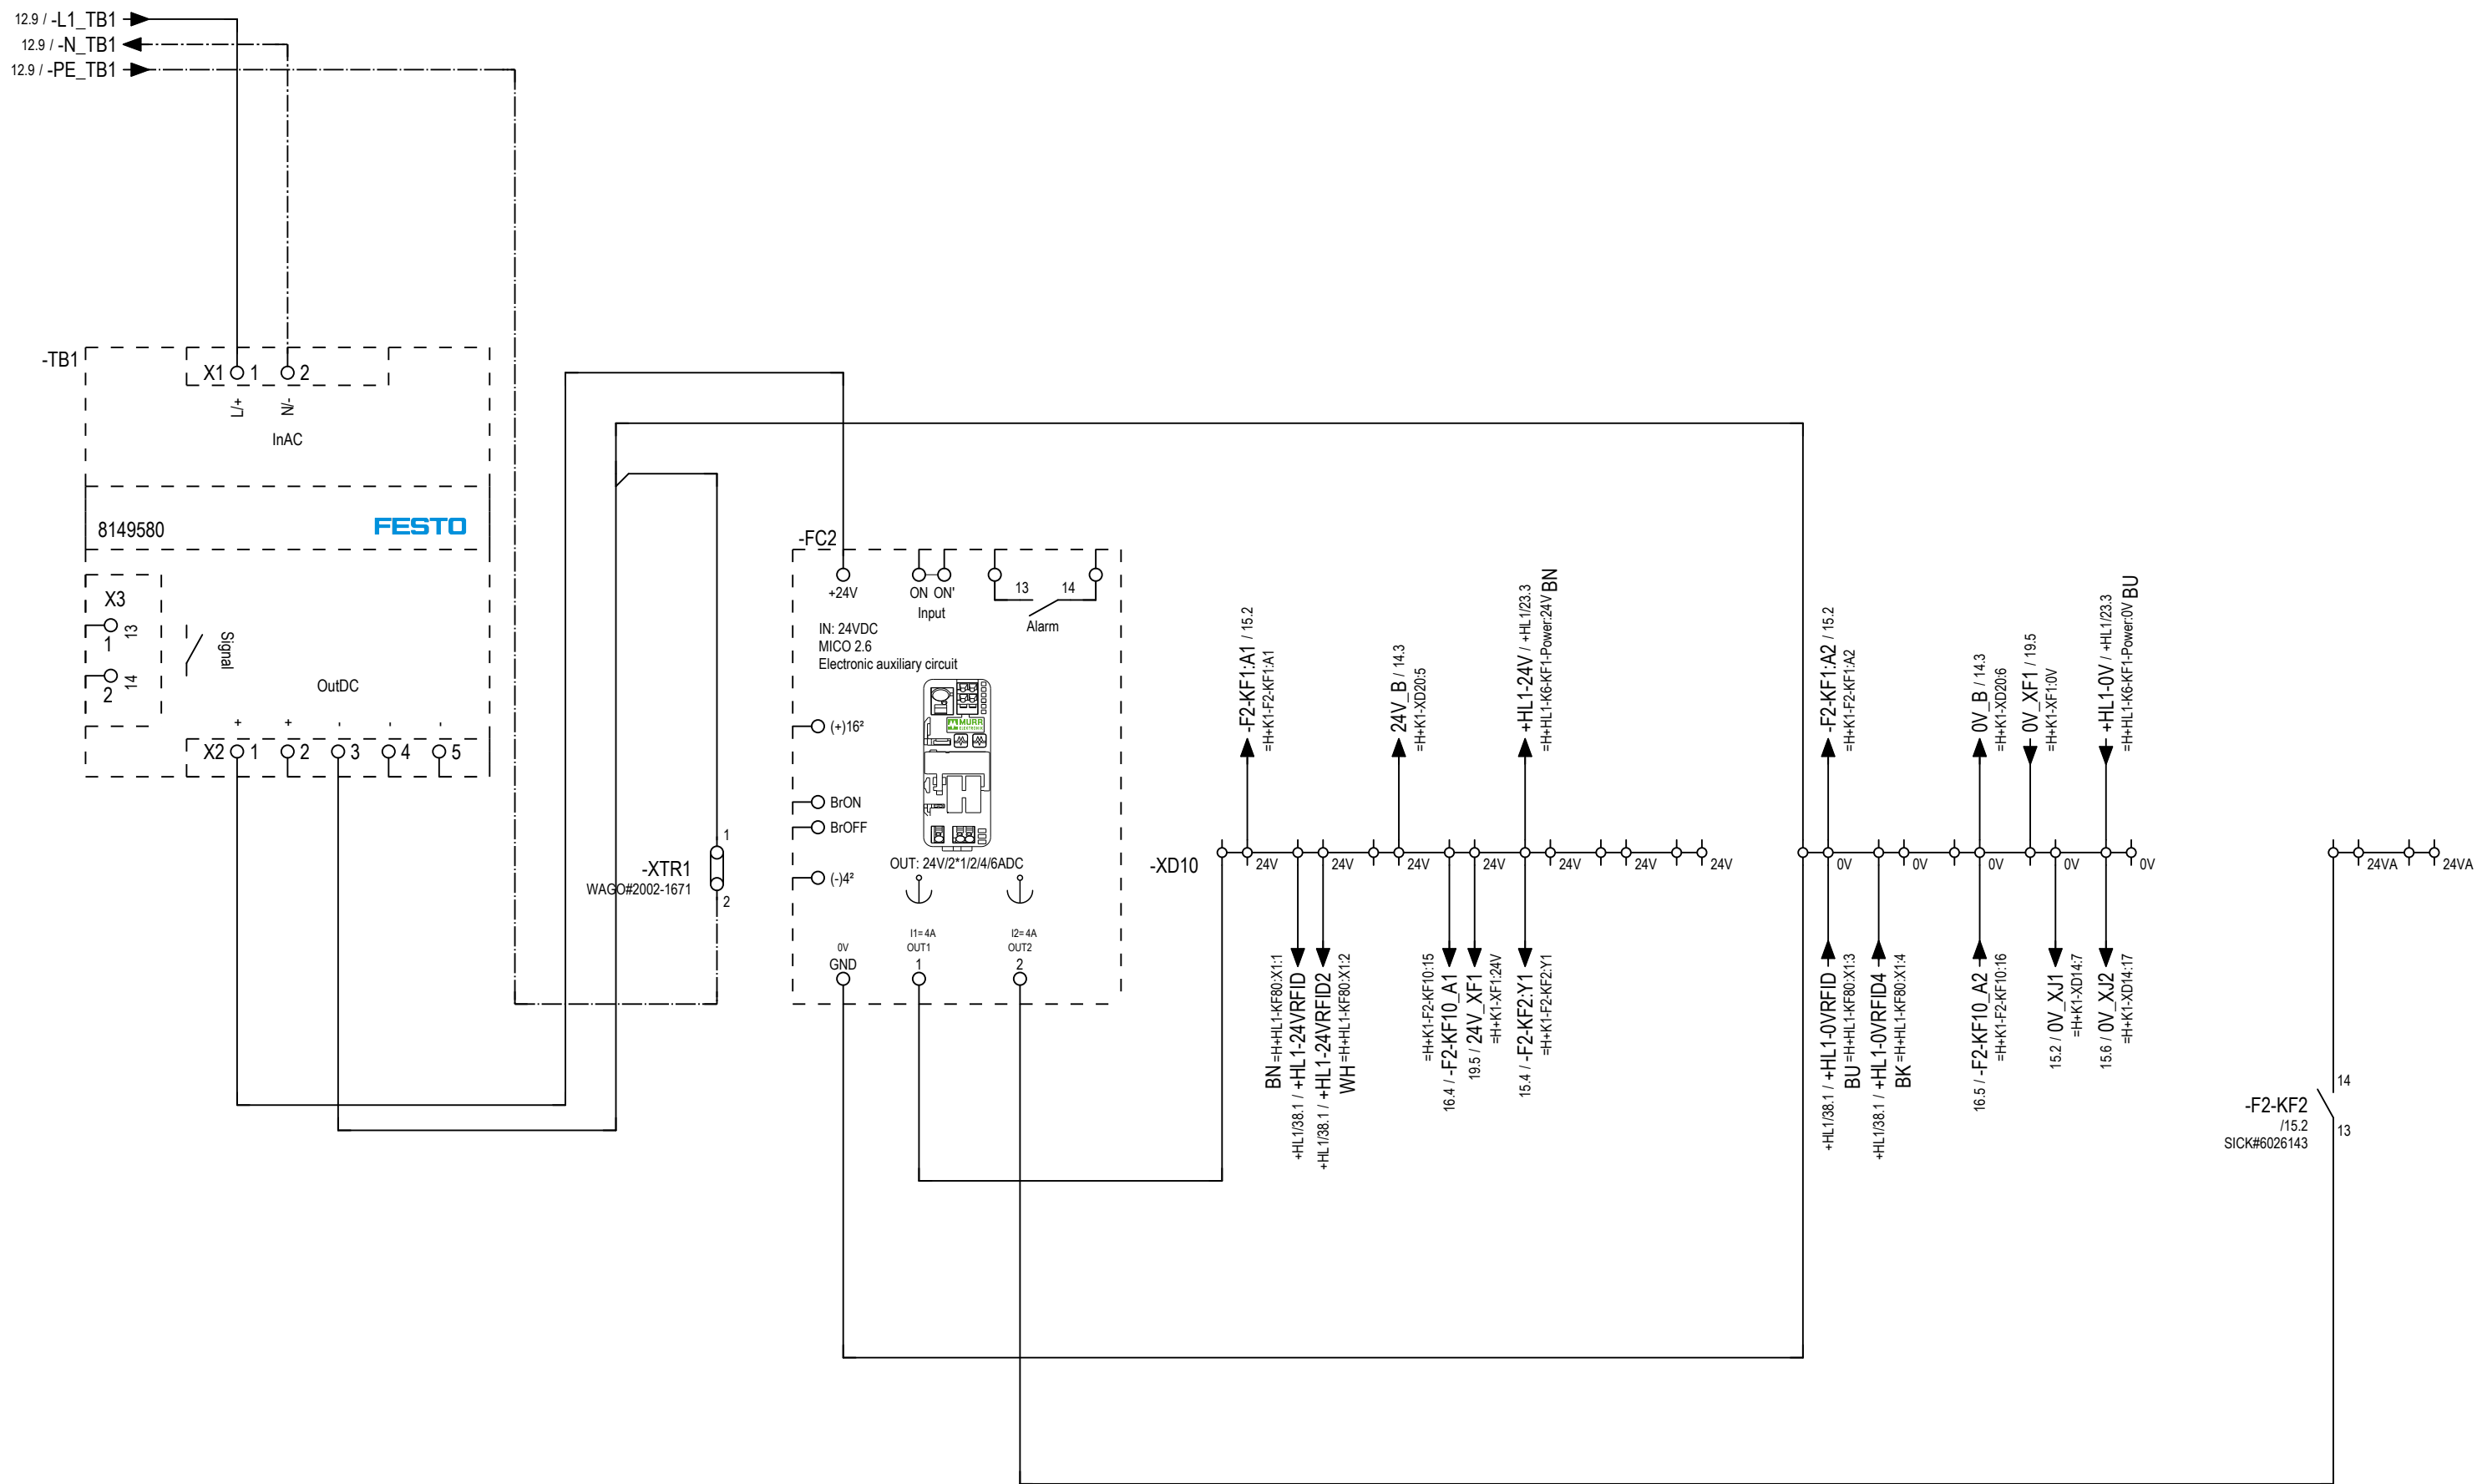 12.9 / -L1_TB1
12.9 / -N_TB1
12.9 / -PE_TB1
-TB1
X1 1 2
L/+ N/-
InAC
8149580 FESTO
X3
1 13
2 14
Signal
OutDC
+ + - - -
X2 1 2 3 4 5
-XTR1
WAGO#2002-1671
1
2
-FC2
+24V
ON ON'
Input
13 14
Alarm
IN: 24VDC
MICO 2.6
Electronic auxiliary circuit
(+)16²
BrON
BrOFF
(-)4²
MURR
ELEKTRONIK
OUT: 24V/2*1/2/4/6ADC
0V
GND
I1=4A
OUT1
1
I2=4A
OUT2
2
-XD10
-F2-KF1:A1 / 15.2
=H+K1-F2-KF1:A1
24V_B / 14.3
=H+K1-XD20:5
+HL1-24V / +HL1/23.3
=H+HL1-K6-KF1-Power:24V BN
24V 24V 24V 24V 24V 24V 24V
BN =H+HL1-KF80:X1:1
+HL1/38.1 / +HL1-24VRFID
+HL1/38.1 / +HL1-24VRFID2
WH =H+HL1-KF80:X1:2
=H+K1-F2-KF10:15
16.4 / -F2-KF10_A1
19.5 / 24V_XF1
=H+K1-XF1:24V
15.4 / -F2-KF2:Y1
=H+K1-F2-KF2:Y1
-F2-KF1:A2 / 15.2
=H+K1-F2-KF1:A2
0V_B / 14.3
=H+K1-XD20:6
0V_XF1 / 19.5
=H+K1-XF1:0V
+HL1-0V / +HL1/23.3
=H+HL1-K6-KF1-Power:0V BU
0V 0V 0V 0V 0V
+HL1/38.1 / +HL1-0VRFID
BU =H+HL1-KF80:X1:3
+HL1/38.1 / +HL1-0VRFID4
BK =H+HL1-KF80:X1:4
16.5 / -F2-KF10_A2
=H+K1-F2-KF10:16
15.2 / 0V_XJ1
=H+K1-XD14:7
15.6 / 0V_XJ2
=H+K1-XD14:17
24VA 24VA
-F2-KF2
/15.2
SICK#6026143
14
13